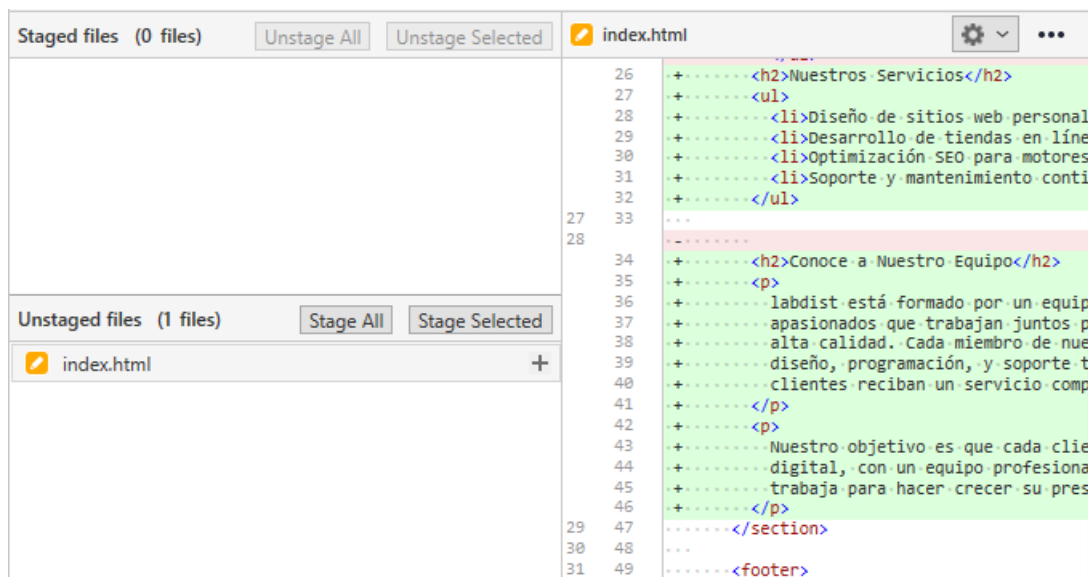 Staged files (0 files)
Unstage All
Unstage Selected
Unstaged files (1 files)
Stage All
Stage Selected
index.html
+
index.html
26 + <h2>Nuestros Servicios</h2>
27 + <ul>
28 + <li>Diseño de sitios web personal
29 + <li>Desarrollo de tiendas en líne
30 + <li>Optimización SEO para motores
31 + <li>Soporte y mantenimiento conti
32 + </ul>
27 33
28 -
34 + <h2>Conoce a Nuestro Equipo</h2>
35 + <p>
36 + labdist está formado por un equip
37 + apasionados que trabajan juntos p
38 + alta calidad. Cada miembro de nue
39 + diseño, programación, y soporte t
40 + clientes reciban un servicio comp
41 + </p>
42 + <p>
43 + Nuestro objetivo es que cada clie
44 + digital, con un equipo profesiona
45 + trabaja para hacer crecer su pres
46 + </p>
29 47 </section>
30 48
31 49 <footer>